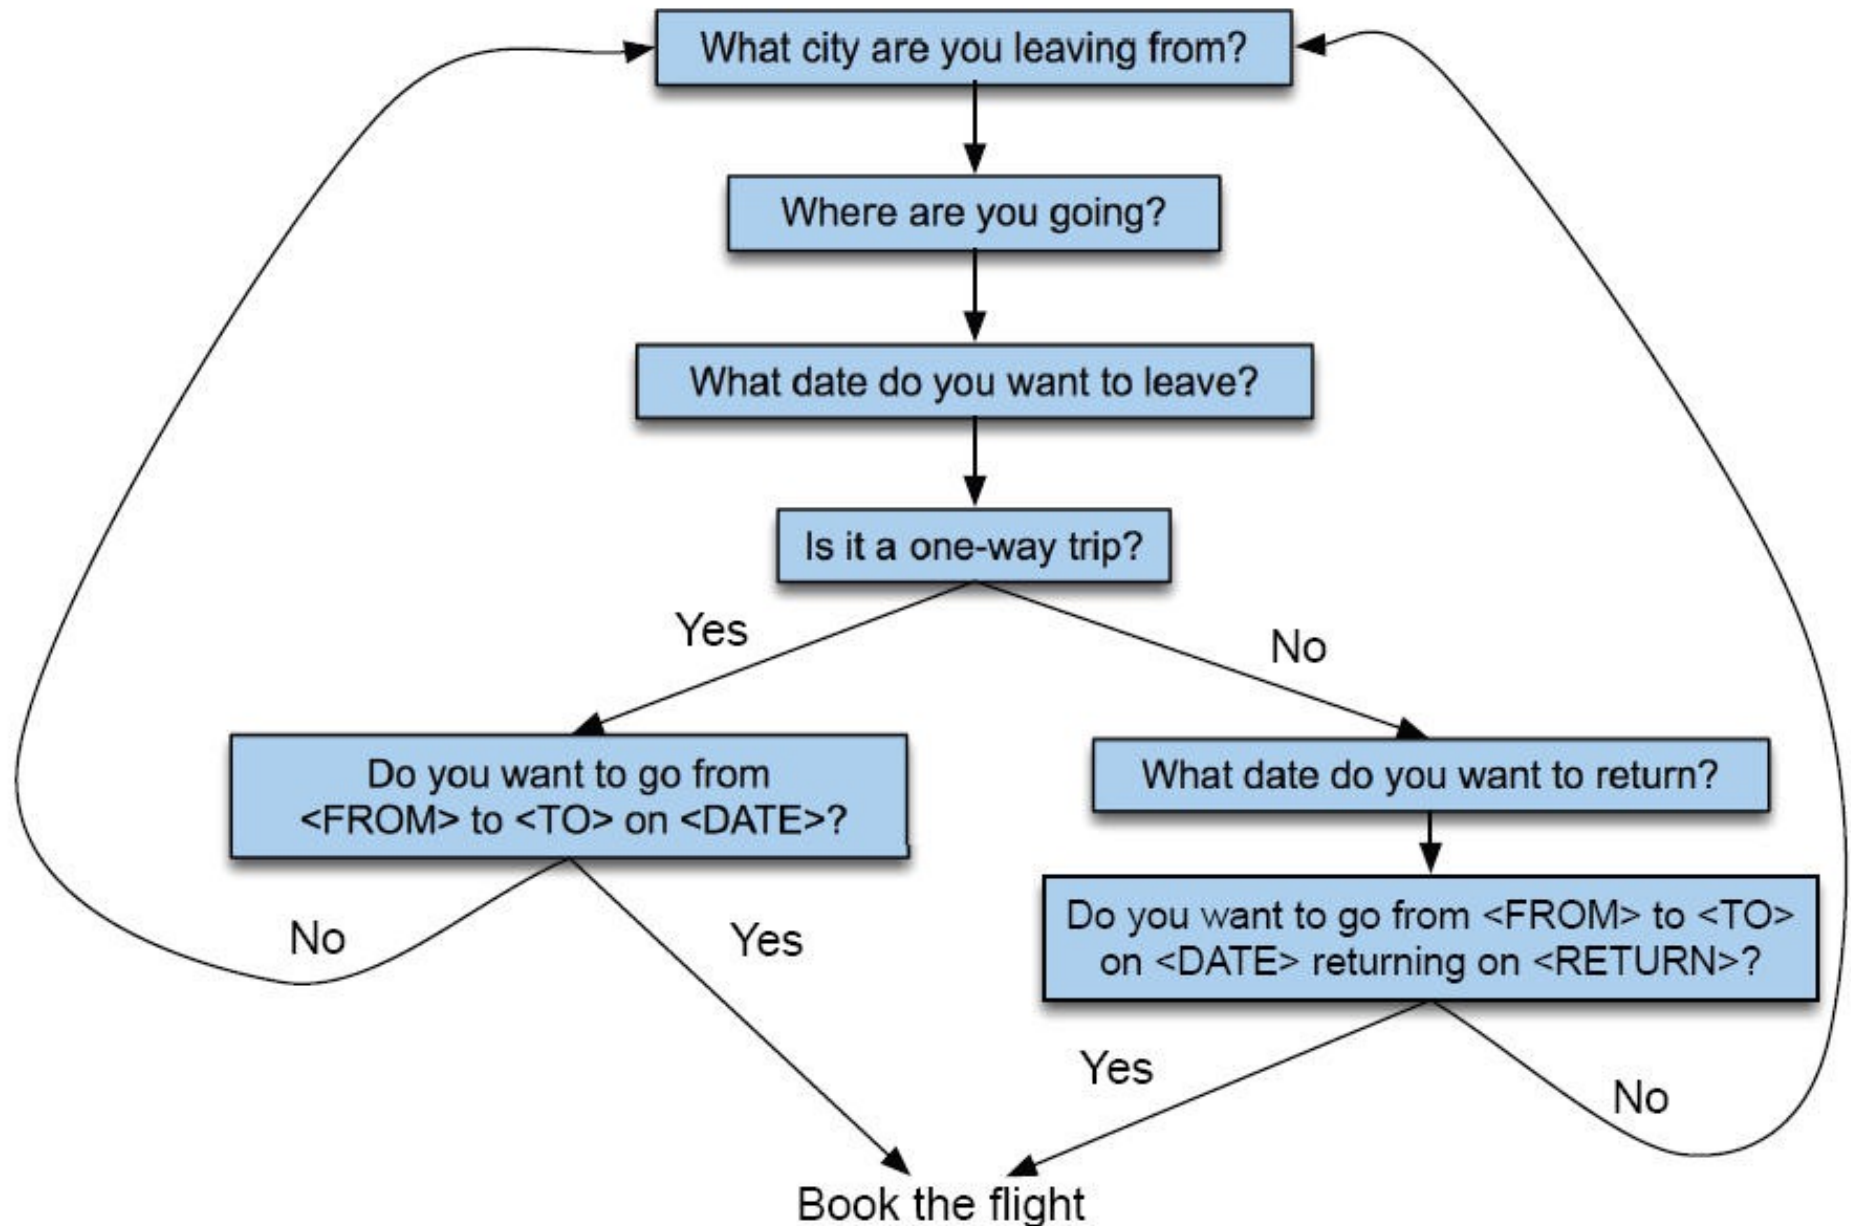 What city are you leaving from?
Where are you going?
What date do you want to leave?
Is it a one-way trip?
Yes
No
Do you want to go from
<FROM> to <TO> on <DATE>?
What date do you want to return?
Do you want to go from <FROM> to <TO>
on <DATE> returning on <RETURN>?
No
Yes
Yes
No
Book the flight